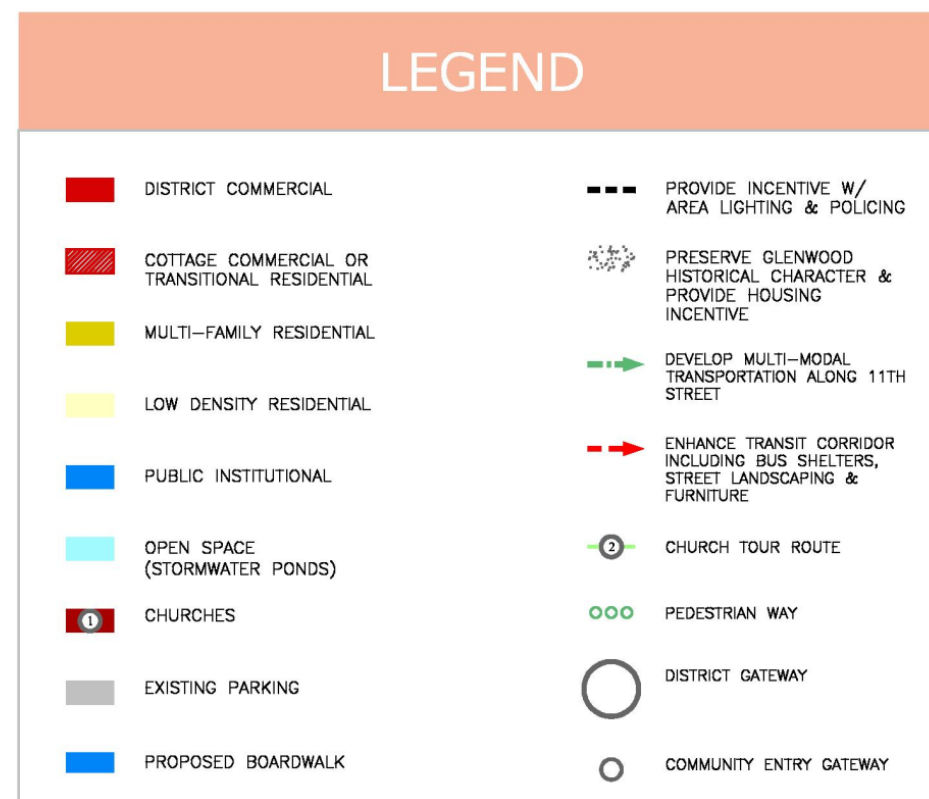 LEGEND
DISTRICT COMMERCIAL
COTTAGE COMMERCIAL OR
TRANSITIONAL RESIDENTIAL
MULTI-FAMILY RESIDENTIAL
LOW DENSITY RESIDENTIAL
PUBLIC INSTITUTIONAL
OPEN SPACE
(STORMWATER PONDS)
1 CHURCHES
EXISTING PARKING
PROPOSED BOARDWALK
PROVIDE INCENTIVE W/
AREA LIGHTING & POLICING
PRESERVE GLENWOOD
HISTORICAL CHARACTER &
PROVIDE HOUSING
INCENTIVE
DEVELOP MULTI-MODAL
TRANSPORTATION ALONG 11TH
STREET
ENHANCE TRANSIT CORRIDOR
INCLUDING BUS SHELTERS,
STREET LANDSCAPING &
FURNITURE
2 CHURCH TOUR ROUTE
PEDESTRIAN WAY
DISTRICT GATEWAY
COMMUNITY ENTRY GATEWAY